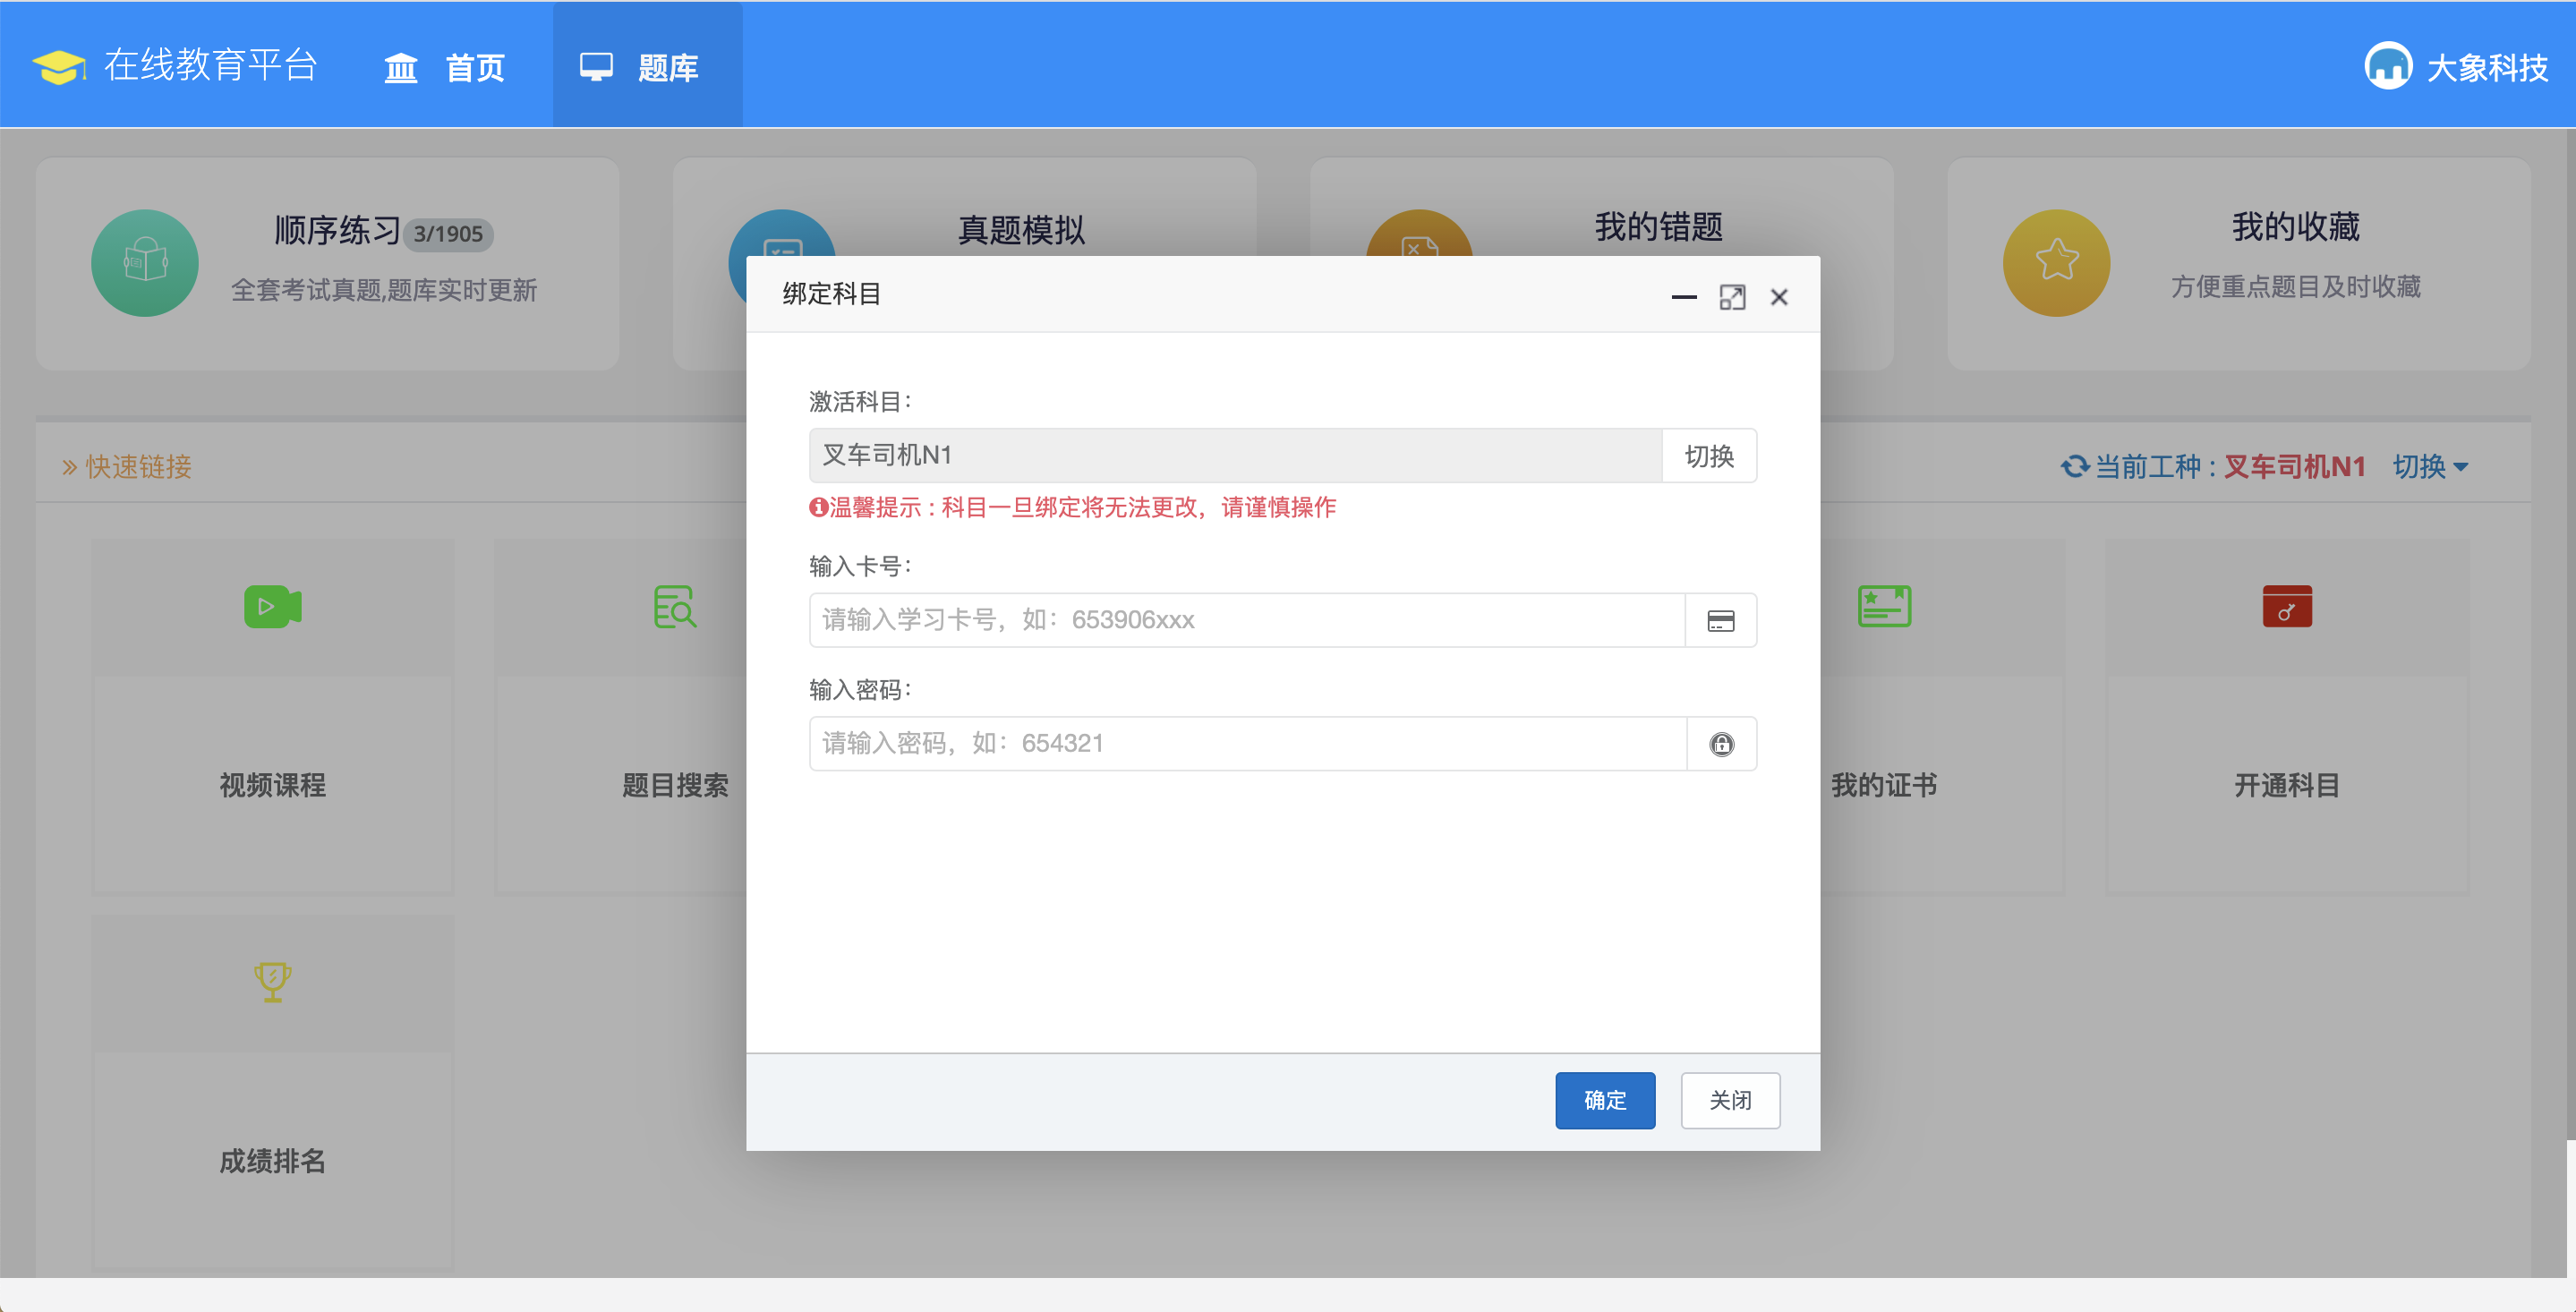 在线教育平台
首页
题库
大象科技
顺序练习 3/1905
全套考试真题,题库实时更新
真题模拟
我的错题
我的收藏
方便重点题目及时收藏
快速链接
当前工种 : 叉车司机N1 切换
视频课程
题目搜索
我的证书
开通科目
成绩排名
绑定科目
激活科目：
叉车司机N1
切换
温馨提示 : 科目一旦绑定将无法更改，请谨慎操作
输入卡号：
请输入学习卡号，如：653906xxx
输入密码：
请输入密码，如：654321
确定
关闭